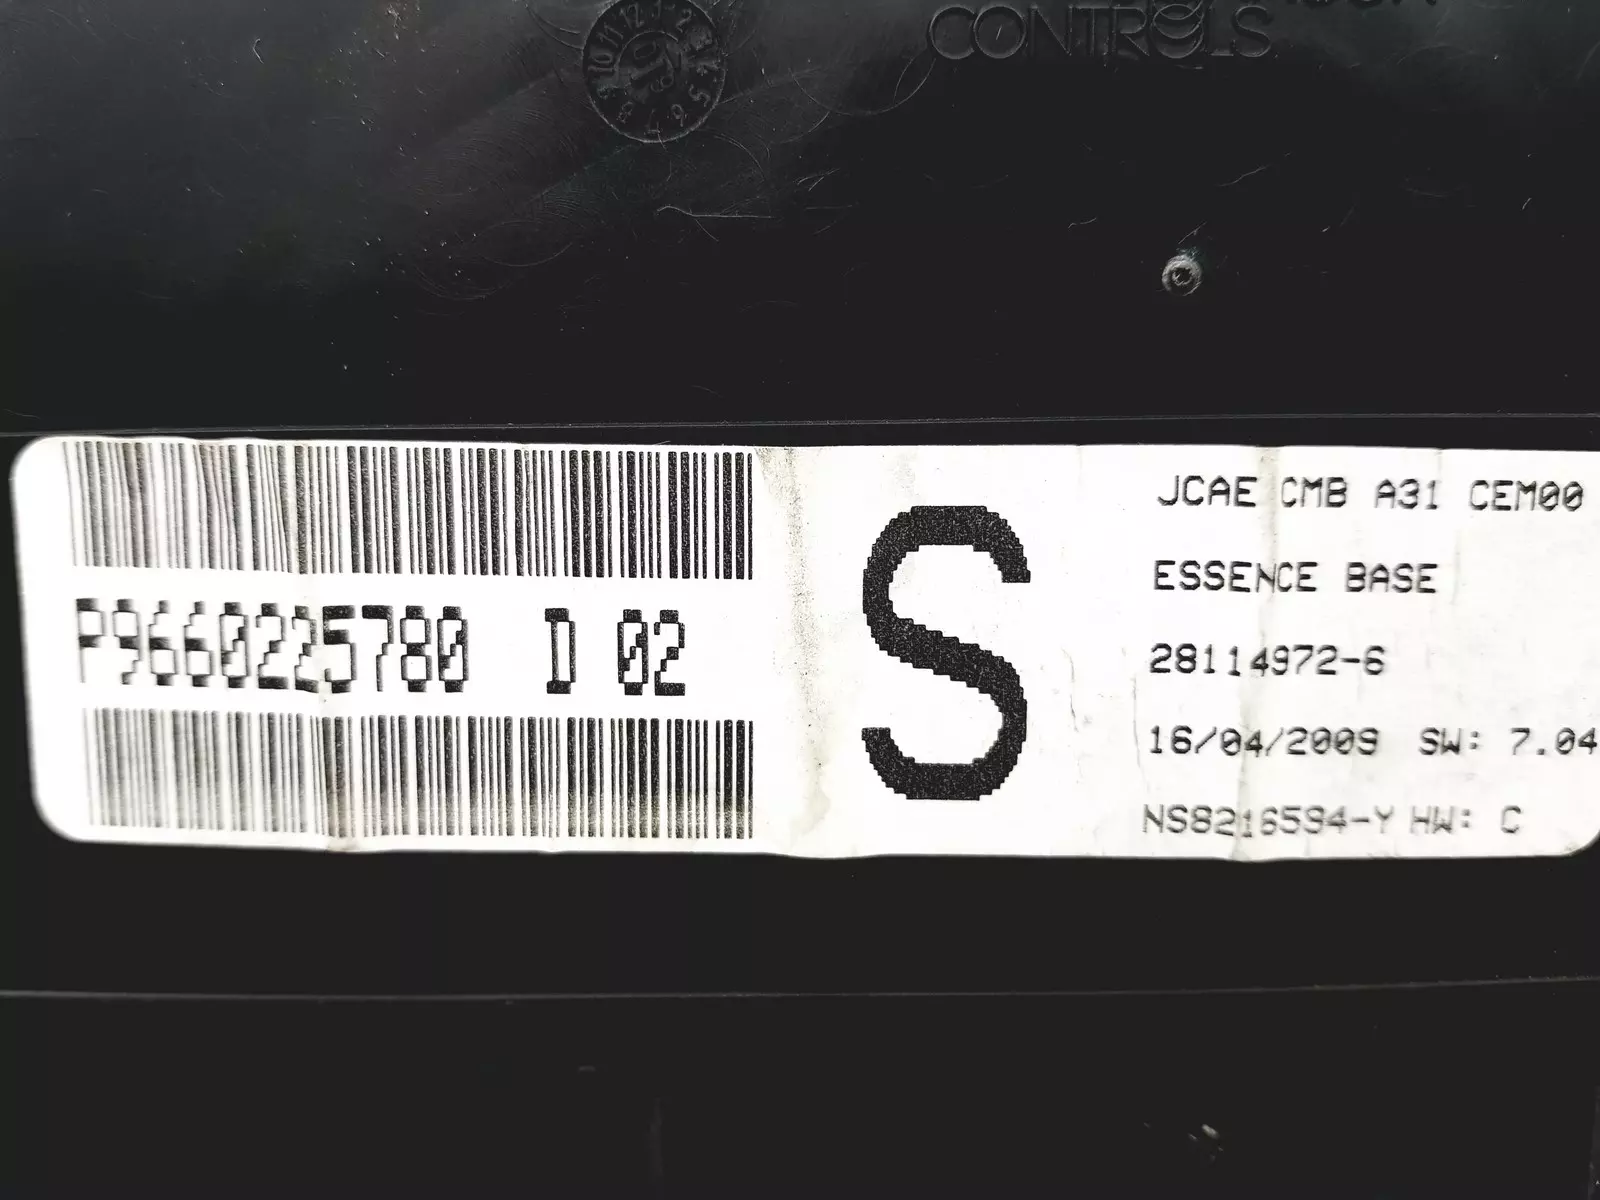 CONTROLS
P9660225780 D 02
S
JCAE CMB A31 CEM00
ESSENCE BASE
28114972-6
16/04/2009 SW: 7.04
NS8216594-Y HW: C